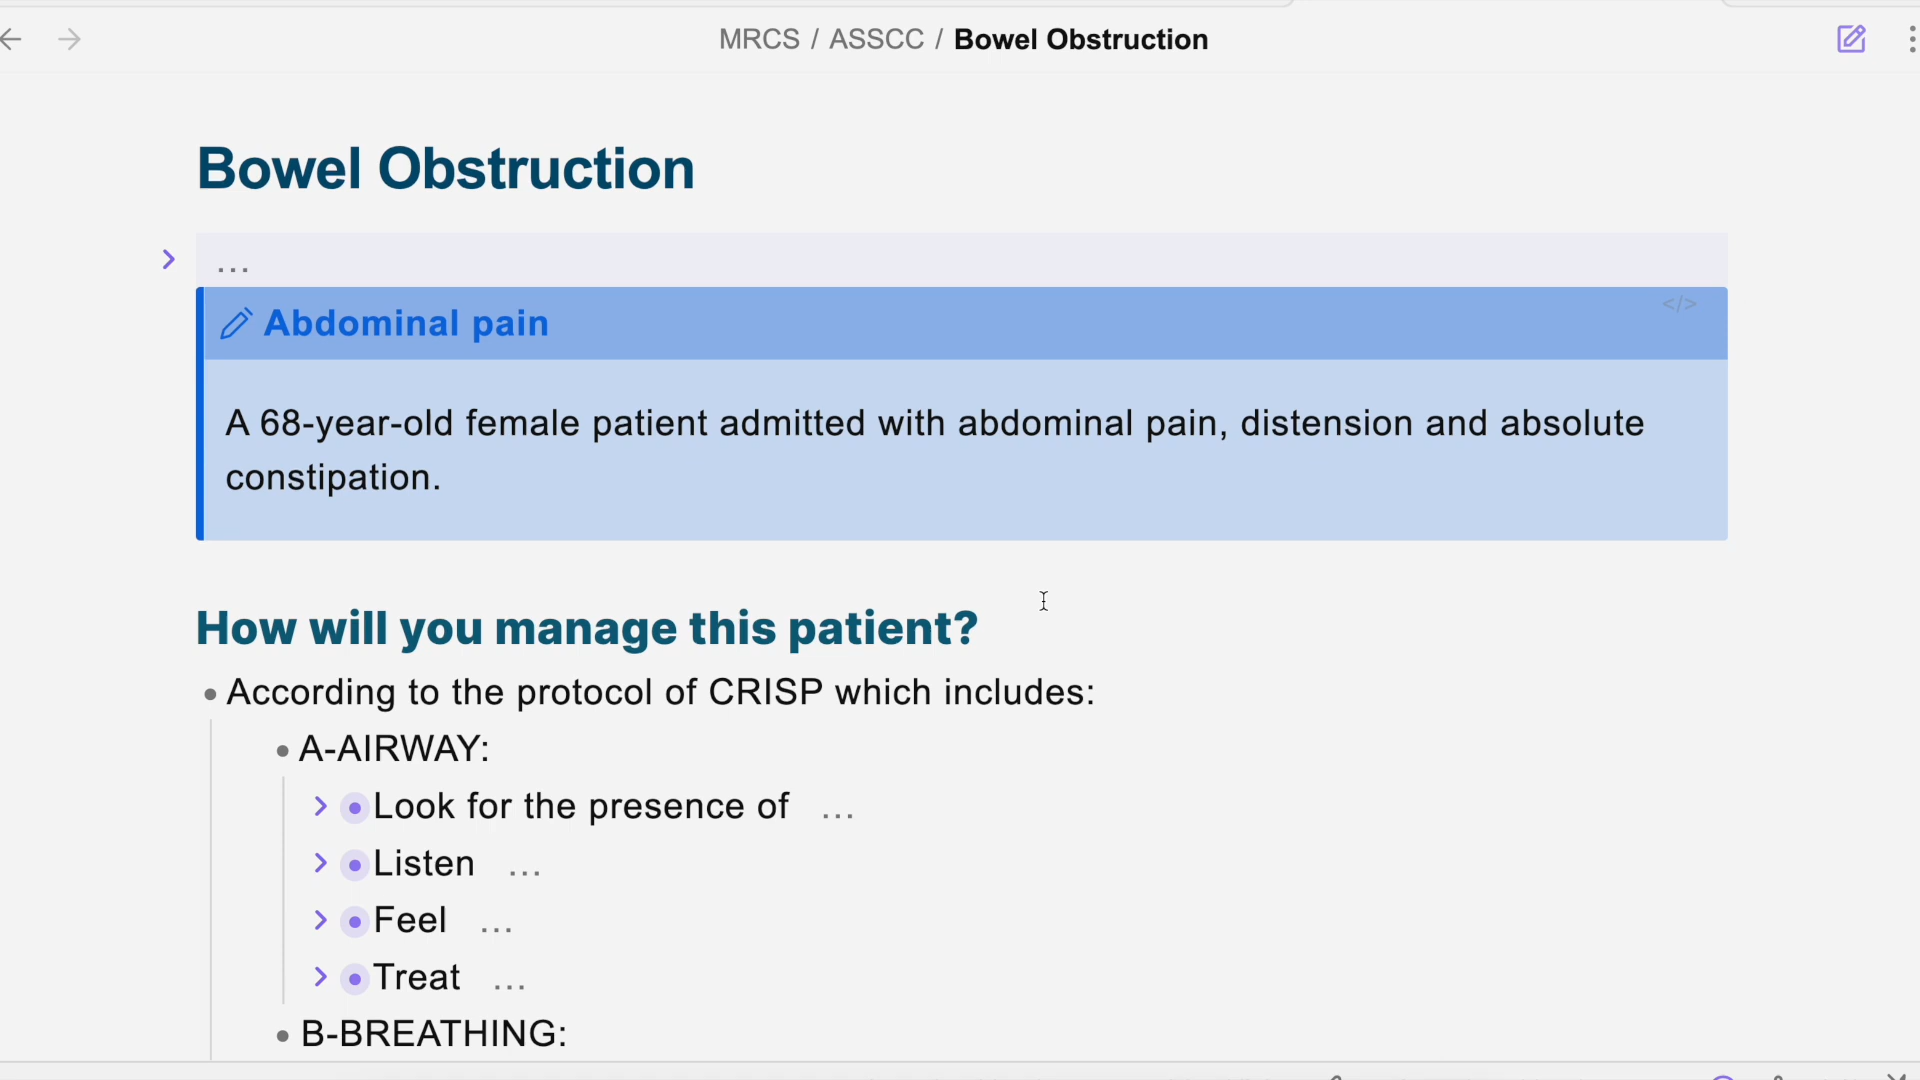 MRCS / ASSCC / Bowel Obstruction
Bowel Obstruction
...
</>
Abdominal pain
A 68-year-old female patient admitted with abdominal pain, distension and absolute
constipation.
How will you manage this patient?
According to the protocol of CRISP which includes:
A-AIRWAY:
Look for the presence of ...
Listen ...
Feel ...
Treat ...
B-BREATHING: